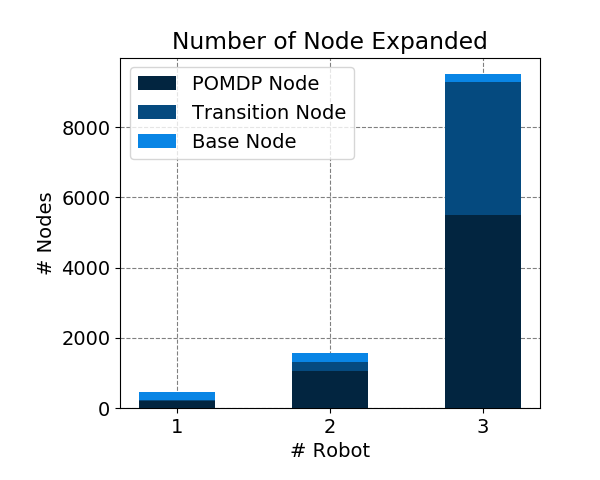 Number of Node Expanded
POMDP Node
Transition Node
Base Node
8000
6000
4000
2000
0
# Nodes
1 2 3
# Robot